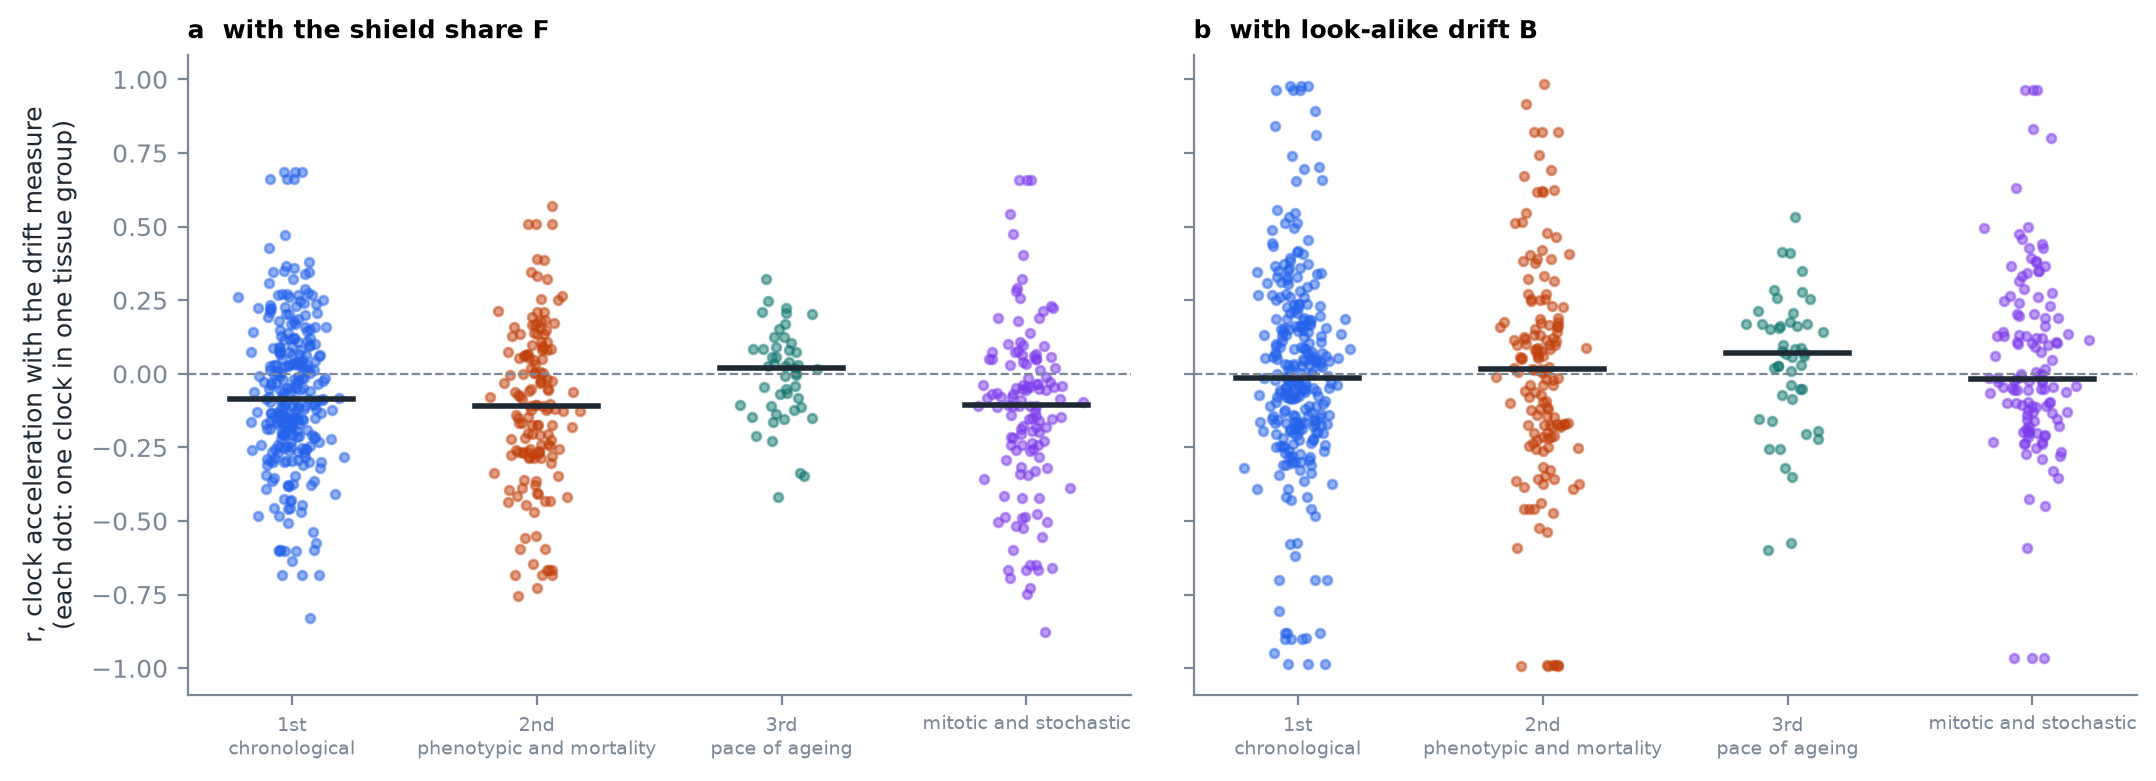 a  with the shield share F
b  with look-alike drift B
r, clock acceleration with the drift measure
(each dot: one clock in one tissue group)
1.00
0.75
0.50
0.25
0.00
−0.25
−0.50
−0.75
−1.00
1st
chronological
2nd
phenotypic and mortality
3rd
pace of ageing
mitotic and stochastic
1st
chronological
2nd
phenotypic and mortality
3rd
pace of ageing
mitotic and stochastic